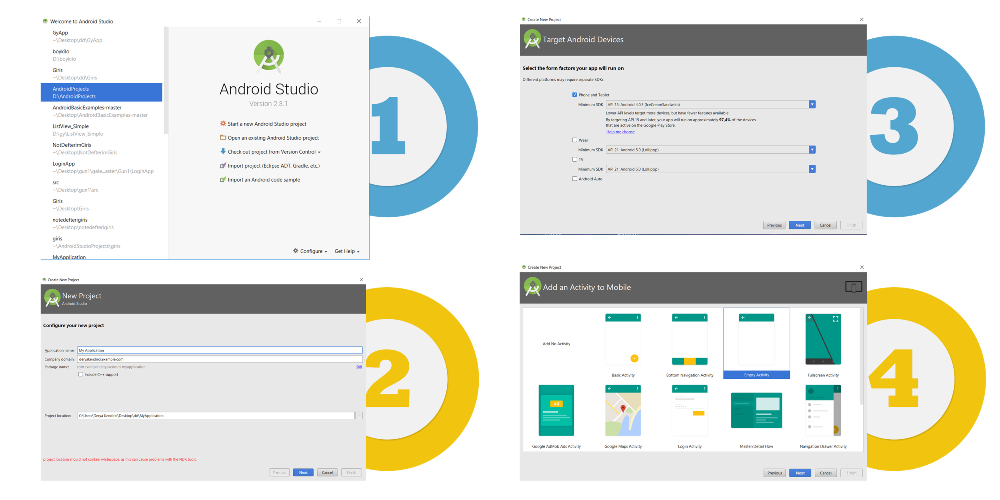 Welcome to Android Studio
GyApp
~\Desktop\dd\GyApp
boykilo
D:\boykilo
Giris
~\Desktop\dd\Giris
AndroidProjects
D:\AndroidProjects
AndroidBasicExamples-master
~\Desktop\AndroidBasicExamples-master
ListView_Simple
D:\gy\ListView_Simple
NotDefterimGiris
~\Desktop\NotDefterimGiris
LoginApp
~\Desktop\gun1\gele...aster\Gun1\LoginApp
src
~\Desktop\gun1\src
Giris
~\Desktop\Giris
notedefterigiris
~\Desktop\notedefterigiris
giris
~\AndroidStudioProjects\giris
MyApplication
Android Studio
Version 2.3.1
Start a new Android Studio project
Open an existing Android Studio project
Check out project from Version Control
Import project (Eclipse ADT, Gradle, etc.)
Import an Android code sample
Configure Get Help
1
Create New Project
New Project
Android Studio
Configure your new project
Application name: My Application
Company domain: deryakendirci.example.com
Package name: com.example.deryakendirci.myapplication Edit
Include C++ support
Project location: C:\Users\Derya Kendirci\Desktop\dd\MyApplication ...
project location should not contain whitespace, as this can cause problems with the NDK tools.
Previous Next Cancel Finish
2
Create New Project
Target Android Devices
Select the form factors your app will run on
Different platforms may require separate SDKs
Phone and Tablet
Minimum SDK API 15: Android 4.0.3 (IceCreamSandwich)
Lower API levels target more devices, but have fewer features available.
By targeting API 15 and later, your app will run on approximately 97,4% of the devices
that are active on the Google Play Store.
Help me choose
Wear
Minimum SDK API 21: Android 5.0 (Lollipop)
TV
Minimum SDK API 21: Android 5.0 (Lollipop)
Android Auto
Previous Next Cancel Finish
3
Create New Project
Add an Activity to Mobile
Add No Activity
Basic Activity
Bottom Navigation Activity
Empty Activity
Fullscreen Activity
Ad
Google AdMob Ads Activity
Google Maps Activity
Login Activity
Master/Detail Flow
Navigation Drawer Activity
Previous Next Cancel Finish
4